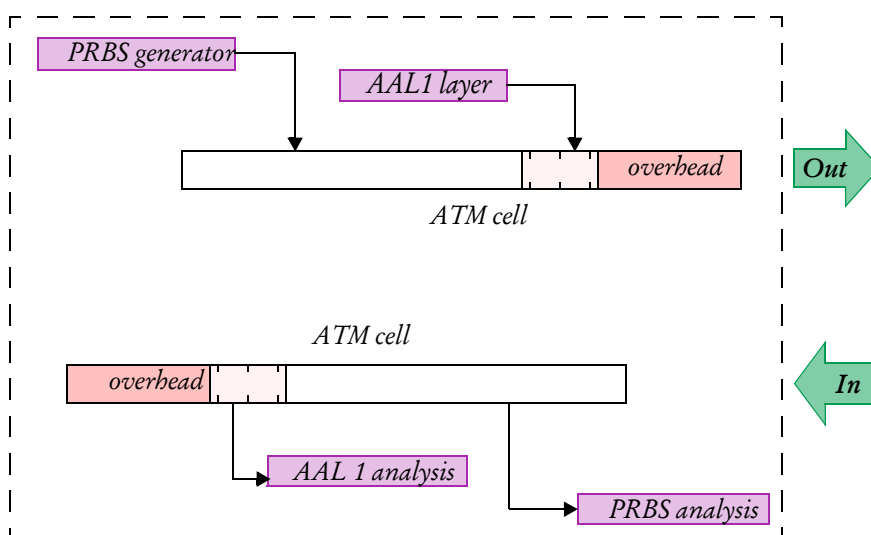 PRBS generator
AAL1 layer
overhead
Out
ATM cell
ATM cell
overhead
In
AAL 1 analysis
PRBS analysis